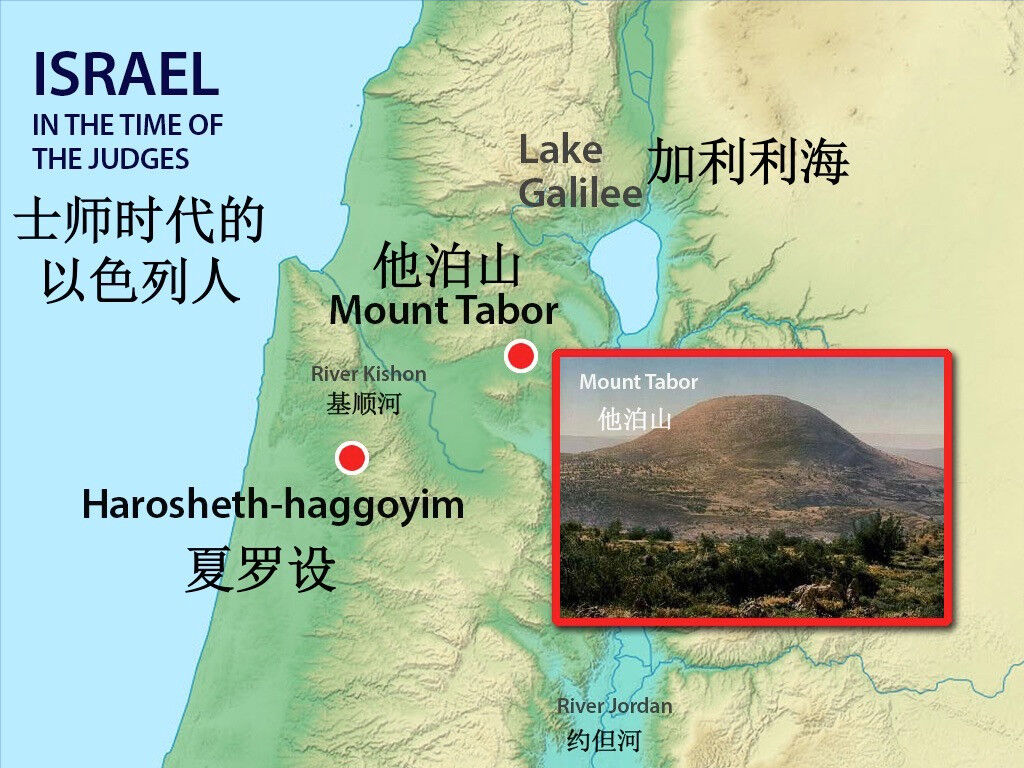 ISRAEL
IN THE TIME OF
THE JUDGES
士师时代的
以色列人
Lake
Galilee
加利利海
他泊山
Mount Tabor
River Kishon
基顺河
Mount Tabor
他泊山
Harosheth-haggoyim
夏罗设
River Jordan
约但河